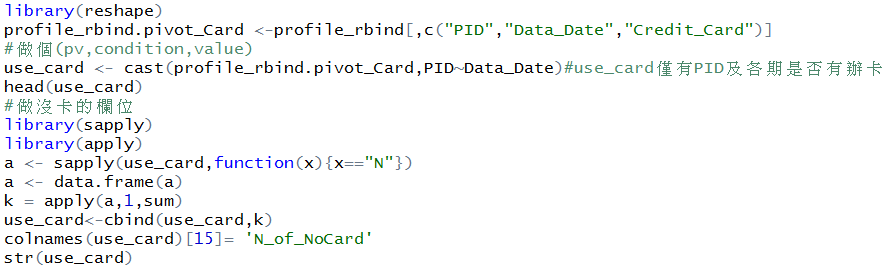 library(reshape)
profile_rbind.pivot_Card <-profile_rbind[,c("PID","Data_Date","Credit_Card")]
#做個(pv,condition,value)
use_card <- cast(profile_rbind.pivot_Card,PID~Data_Date)#use_card僅有PID及各期是否有辦卡
head(use_card)
#做沒卡的欄位
library(sapply)
library(apply)
a <- sapply(use_card,function(x){x=="N"})
a <- data.frame(a)
k = apply(a,1,sum)
use_card<-cbind(use_card,k)
colnames(use_card)[15]= 'N_of_NoCard'
str(use_card)